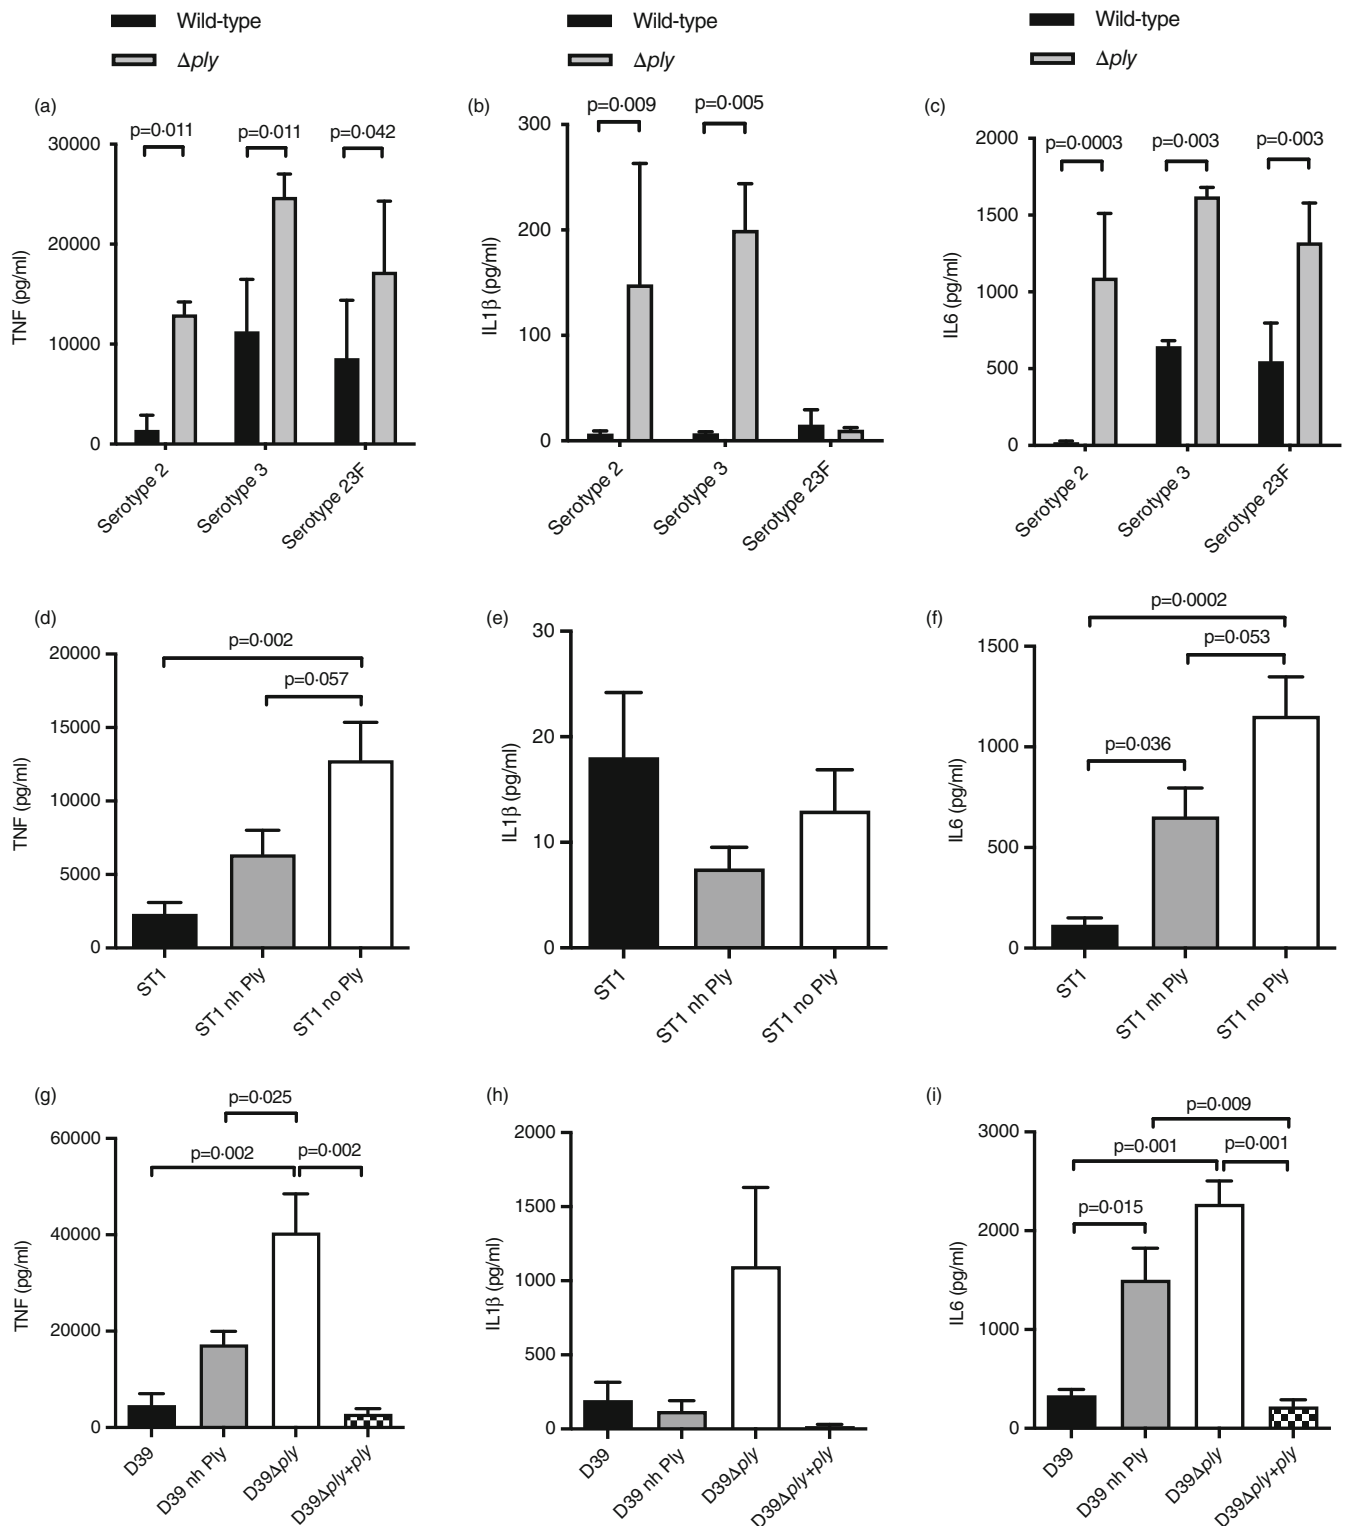 Wild-type
Δply
Wild-type
Δply
Wild-type
Δply
(a)
p=0·011
p=0·011
p=0·042
30000
20000
10000
0
TNF (pg/ml)
Serotype 2
Serotype 3
Serotype 23F
(b)
p=0·009
p=0·005
300
200
100
0
IL1β (pg/ml)
Serotype 2
Serotype 3
Serotype 23F
(c)
p=0·0003
p=0·003
p=0·003
2000
1500
1000
500
0
IL6 (pg/ml)
Serotype 2
Serotype 3
Serotype 23F
(d)
p=0·002
p=0·057
20000
15000
10000
5000
0
TNF (pg/ml)
ST1
ST1 nh Ply
ST1 no Ply
(e)
30
20
10
0
IL1β (pg/ml)
ST1
ST1 nh Ply
ST1 no Ply
(f)
p=0·0002
p=0·053
p=0·036
1500
1000
500
0
IL6 (pg/ml)
ST1
ST1 nh Ply
ST1 no Ply
(g)
p=0·025
p=0·002
p=0·002
60000
40000
20000
0
TNF (pg/ml)
D39
D39 nh Ply
D39Δply
D39Δply+ply
(h)
2000
1500
1000
500
0
IL1β (pg/ml)
D39
D39 nh Ply
D39Δply
D39Δply+ply
(i)
p=0·009
p=0·001
p=0·001
p=0·015
3000
2000
1000
0
IL6 (pg/ml)
D39
D39 nh Ply
D39Δply
D39Δply+ply